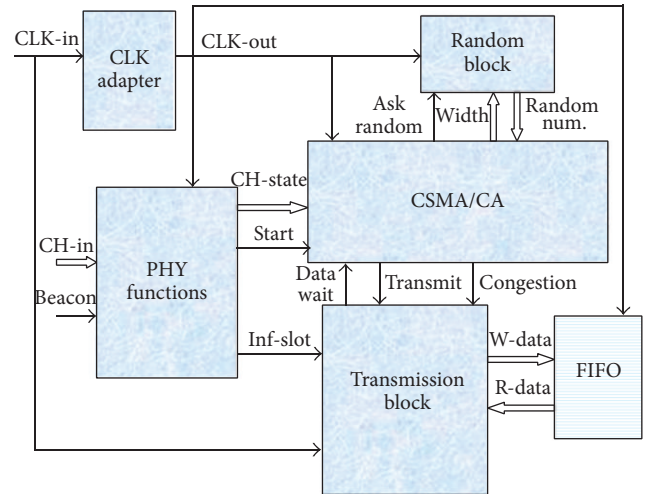 CLK-in
CLK
adapter
CLK-out
Random
block
Ask
random
Width
Random
num.
CH-state
CSMA/CA
CH-in
PHY
functions
Start
Beacon
Data
wait
Transmit
Congestion
Inf-slot
Transmission
block
W-data
R-data
FIFO